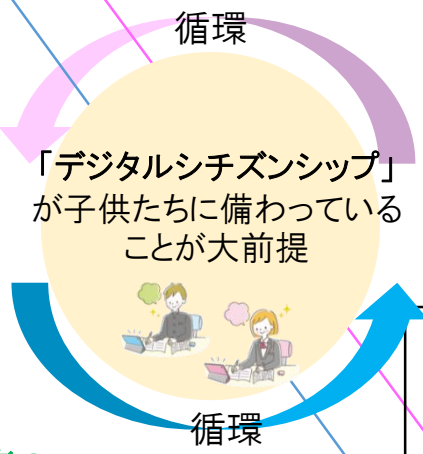 循環
「デジタルシチズンシップ」
が子供たちに備わっている
ことが大前提
循環